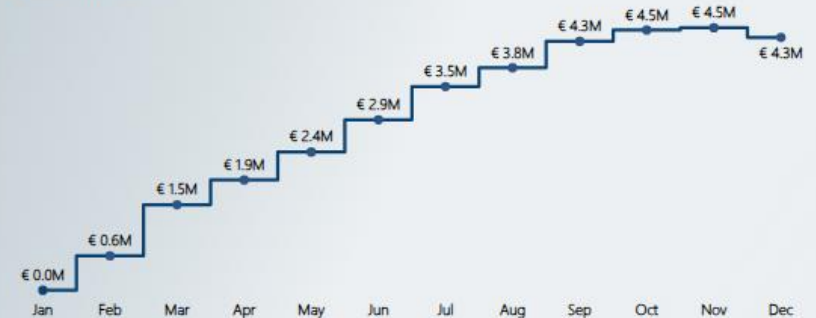 € 0.0M
€ 0.6M
€ 1.5M
€ 1.9M
€ 2.4M
€ 2.9M
€ 3.5M
€ 3.8M
€ 4.3M
€ 4.5M
€ 4.5M
€ 4.3M
Jan Feb Mar Apr May Jun Jul Aug Sep Oct Nov Dec